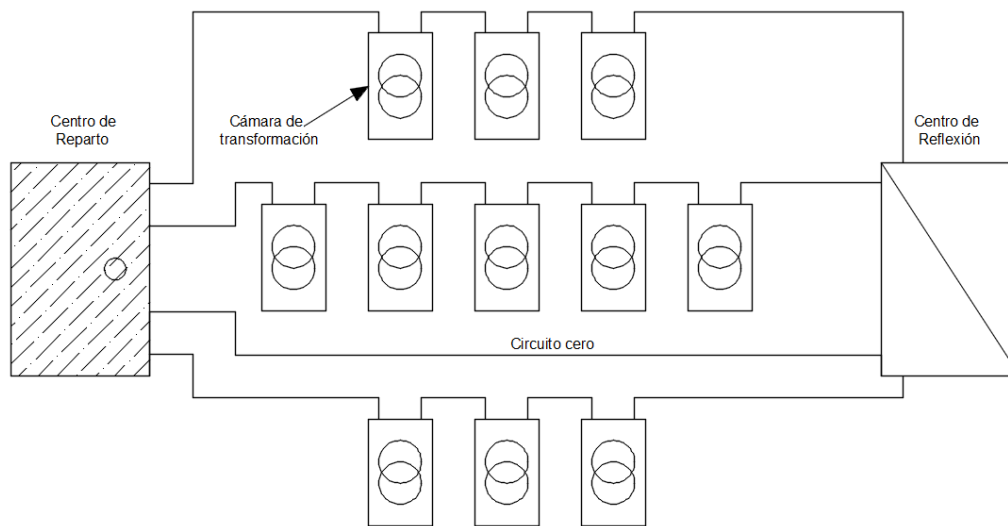 Cámara de
transformación
Centro de
Reparto
Centro de
Reflexión
Circuito cero